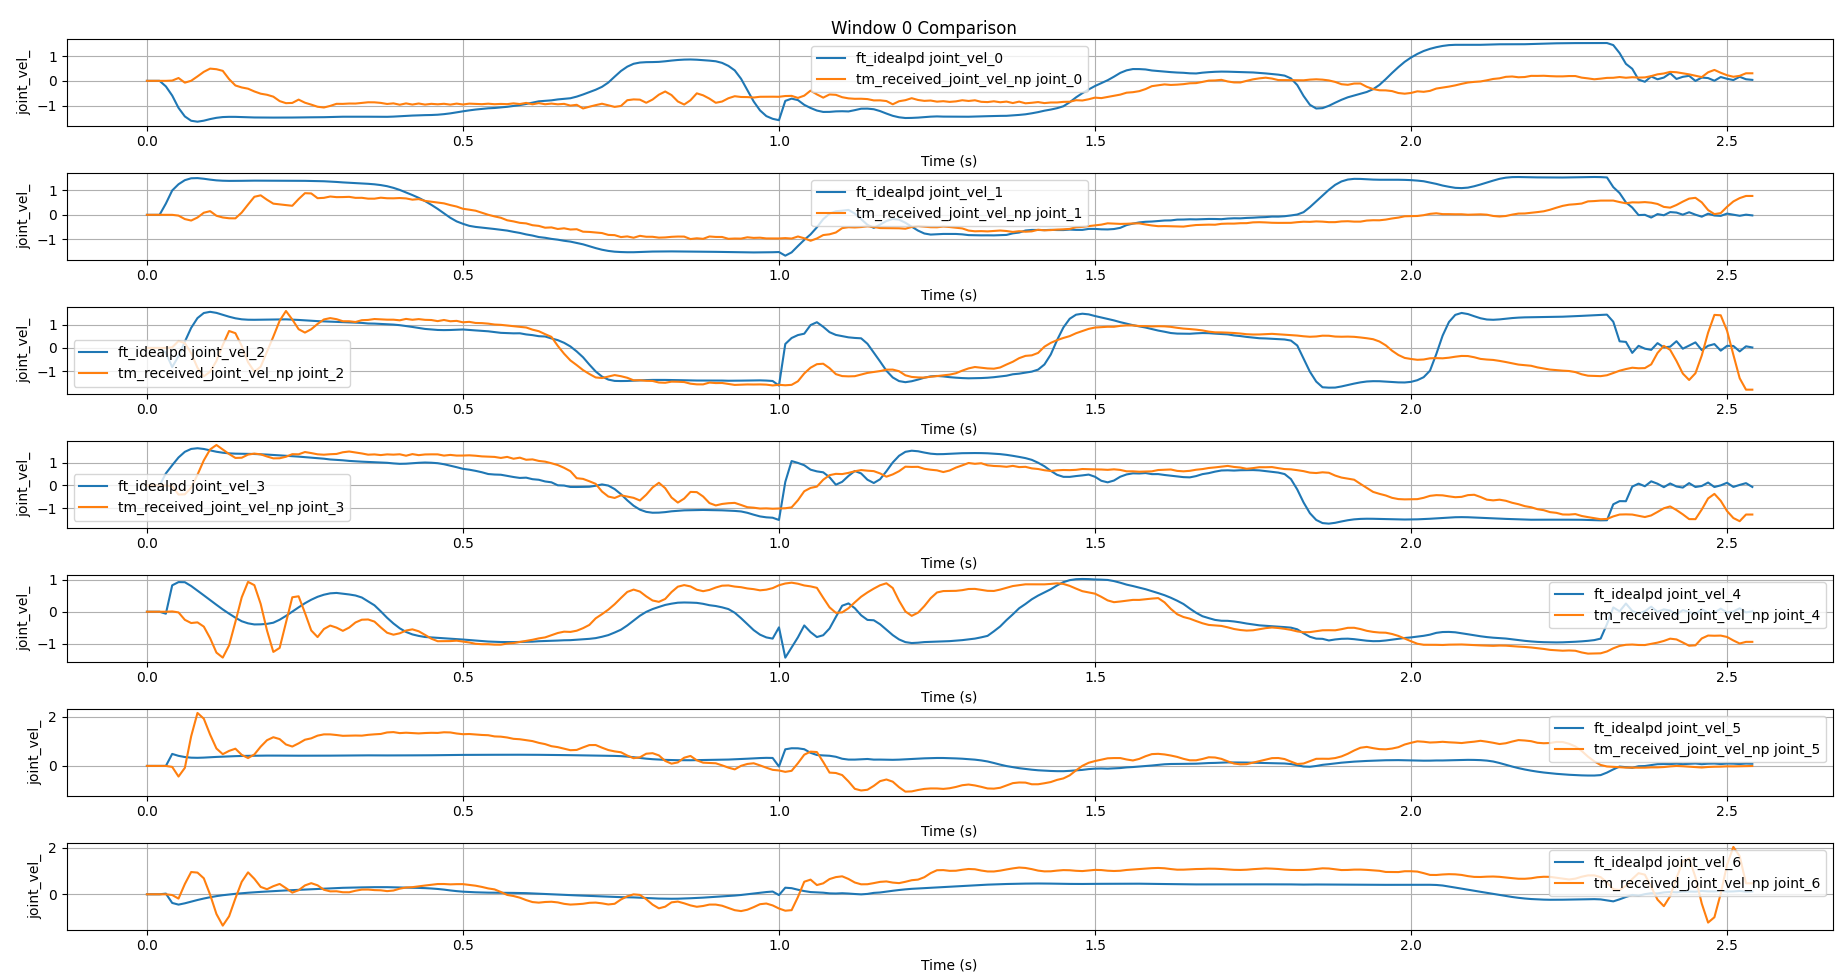 Window 0 Comparison
joint_vel_
1
0
−1
ft_idealpd joint_vel_0
tm_received_joint_vel_np joint_0
0.0 0.5 1.0 1.5 2.0 2.5
Time (s)
joint_vel_
1
0
−1
ft_idealpd joint_vel_1
tm_received_joint_vel_np joint_1
0.0 0.5 1.0 1.5 2.0 2.5
Time (s)
joint_vel_
1
0
−1
ft_idealpd joint_vel_2
tm_received_joint_vel_np joint_2
0.0 0.5 1.0 1.5 2.0 2.5
Time (s)
joint_vel_
1
0
−1
ft_idealpd joint_vel_3
tm_received_joint_vel_np joint_3
0.0 0.5 1.0 1.5 2.0 2.5
Time (s)
joint_vel_
1
0
−1
ft_idealpd joint_vel_4
tm_received_joint_vel_np joint_4
0.0 0.5 1.0 1.5 2.0 2.5
Time (s)
joint_vel_
2
0
ft_idealpd joint_vel_5
tm_received_joint_vel_np joint_5
0.0 0.5 1.0 1.5 2.0 2.5
Time (s)
joint_vel_
2
0
ft_idealpd joint_vel_6
tm_received_joint_vel_np joint_6
0.0 0.5 1.0 1.5 2.0 2.5
Time (s)